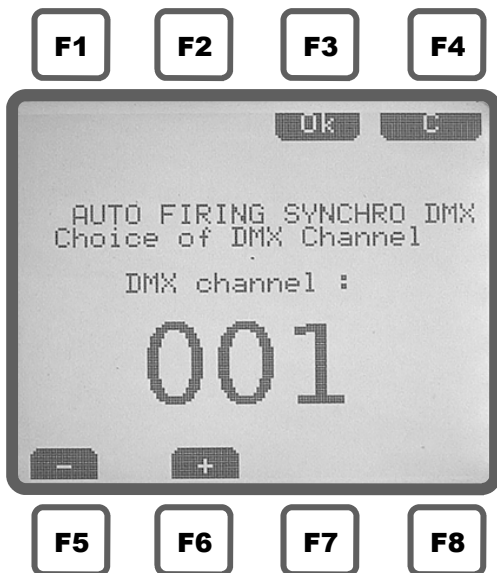 F1 F2 F3 F4
Ok C
AUTO FIRING SYNCHRO DMX
Choice of DMX Channel
DMX channel :
001
- +
F5 F6 F7 F8